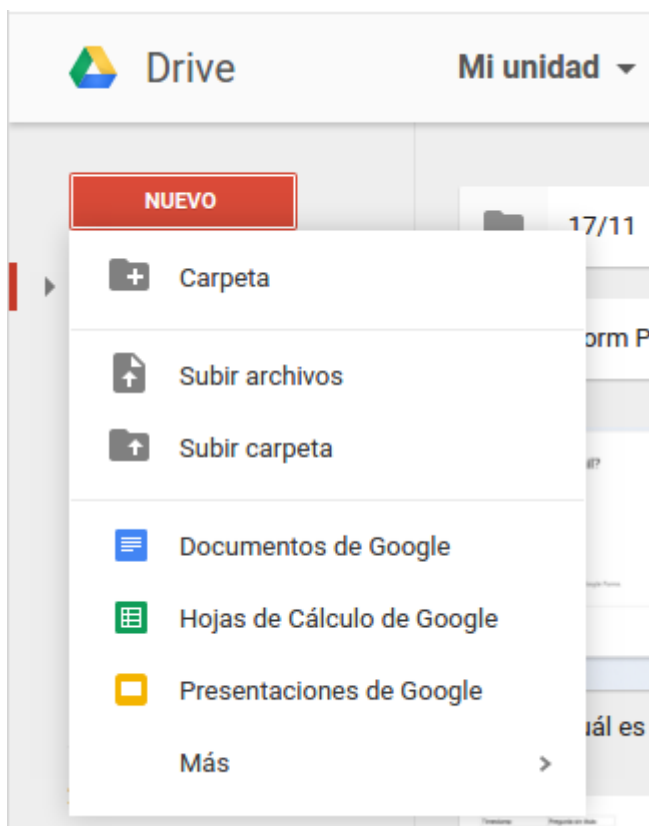 Drive
Mi unidad
NUEVO
17/11
Carpeta
orm P
Subir archivos
Subir carpeta
il?
Documentos de Google
Hojas de Cálculo de Google
Presentaciones de Google
uál es
Más